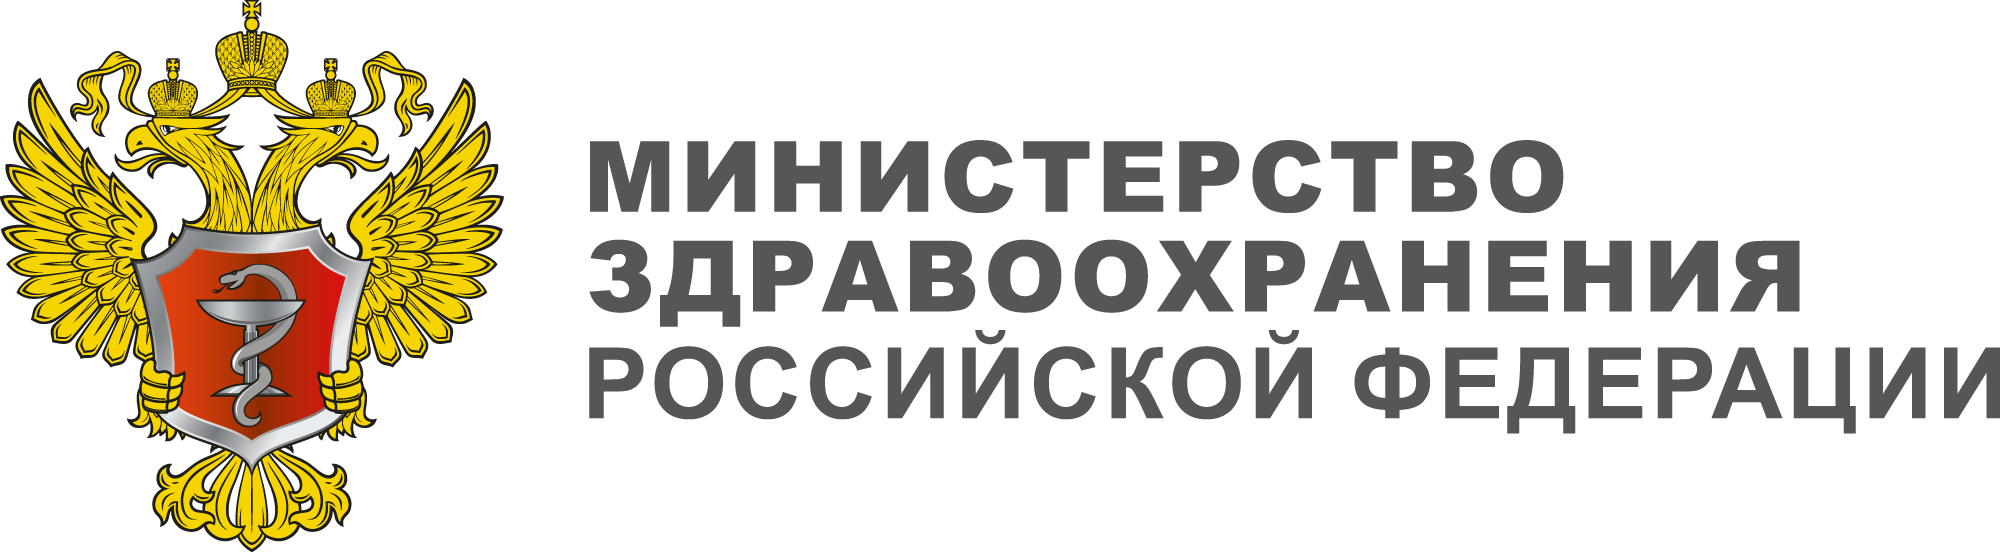 МИНИСТЕРСТВО
ЗДРАВООХРАНЕНИЯ
РОССИЙСКОЙ ФЕДЕРАЦИИ